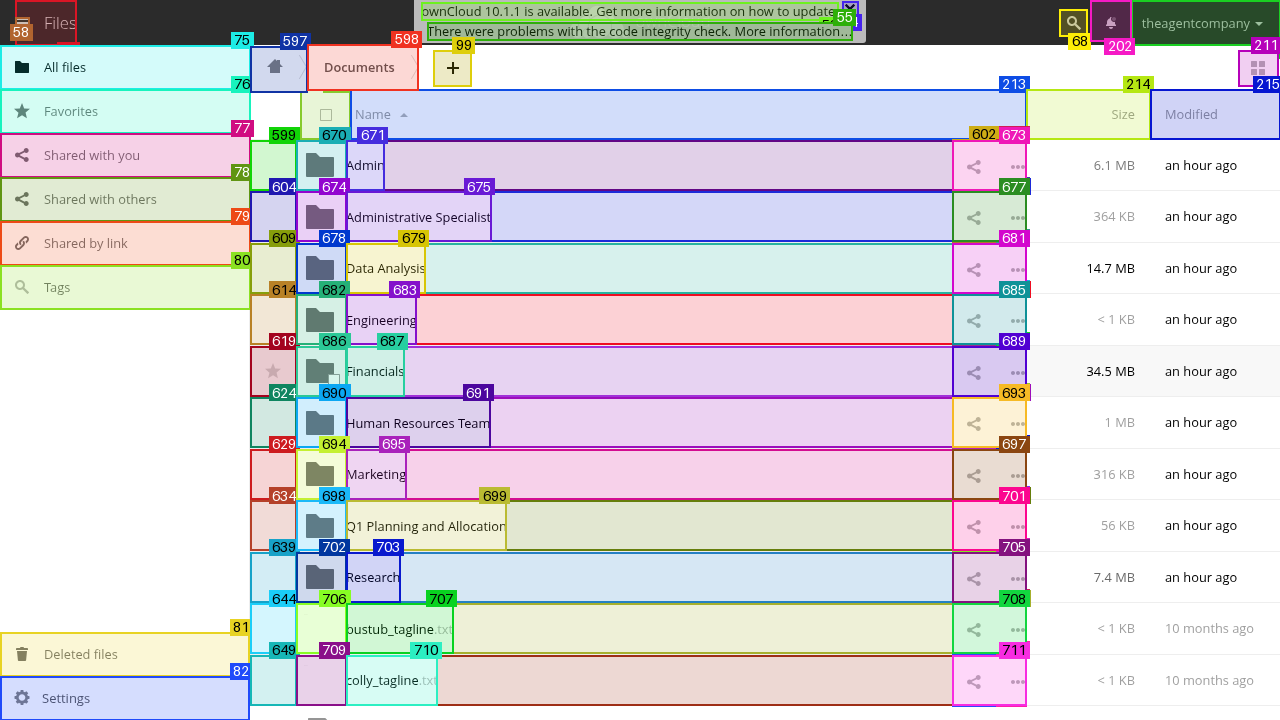 Files
ownCloud 10.1.1 is available. Get more information on how to update
There were problems with the code integrity check. More information…
theagentcompany
58
55
68
202
75
597
598
99
211
All files
Documents
+
76
213
214
215
Favorites
Name
Size
Modified
77
599
670
671
602
673
Shared with you
Admin
6.1 MB
an hour ago
78
604
674
675
677
Shared with others
Administrative Specialist
364 KB
an hour ago
79
609
678
679
681
Shared by link
Data Analysis
14.7 MB
an hour ago
80
614
682
683
685
Tags
Engineering
< 1 KB
an hour ago
619
686
687
689
Financials
34.5 MB
an hour ago
624
690
691
693
Human Resources Team
1 MB
an hour ago
629
694
695
697
Marketing
316 KB
an hour ago
634
698
699
701
Q1 Planning and Allocation
56 KB
an hour ago
639
702
703
705
Research
7.4 MB
an hour ago
644
706
707
708
81
bustub_tagline.txt
< 1 KB
10 months ago
Deleted files
649
709
710
711
82
colly_tagline.txt
< 1 KB
10 months ago
Settings